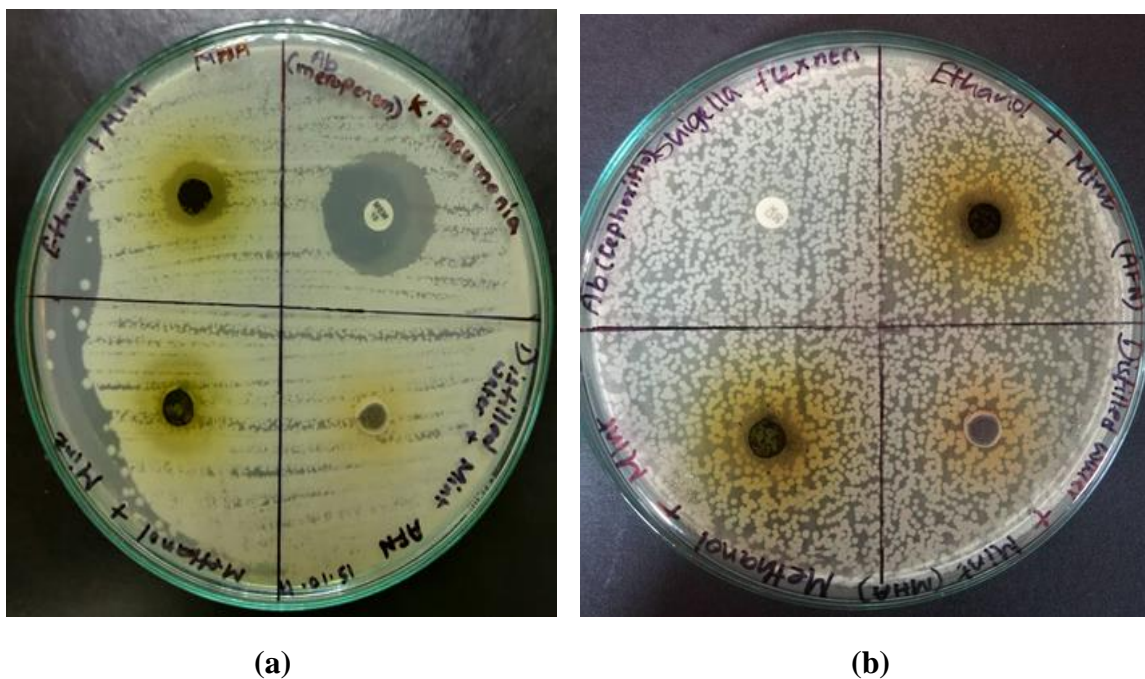 MHA
Ab
(meropenem)
K. Pneumonia
Ethanol + Mint
Methanol + Mint
Distilled
water +
Mint
AFN
Ab (cephoxitin)
Shigella flexneri
Ethanol + Mint
(AFN)
Distilled water +
Mint (MHA)
Methanol +
Mint
(a)
(b)